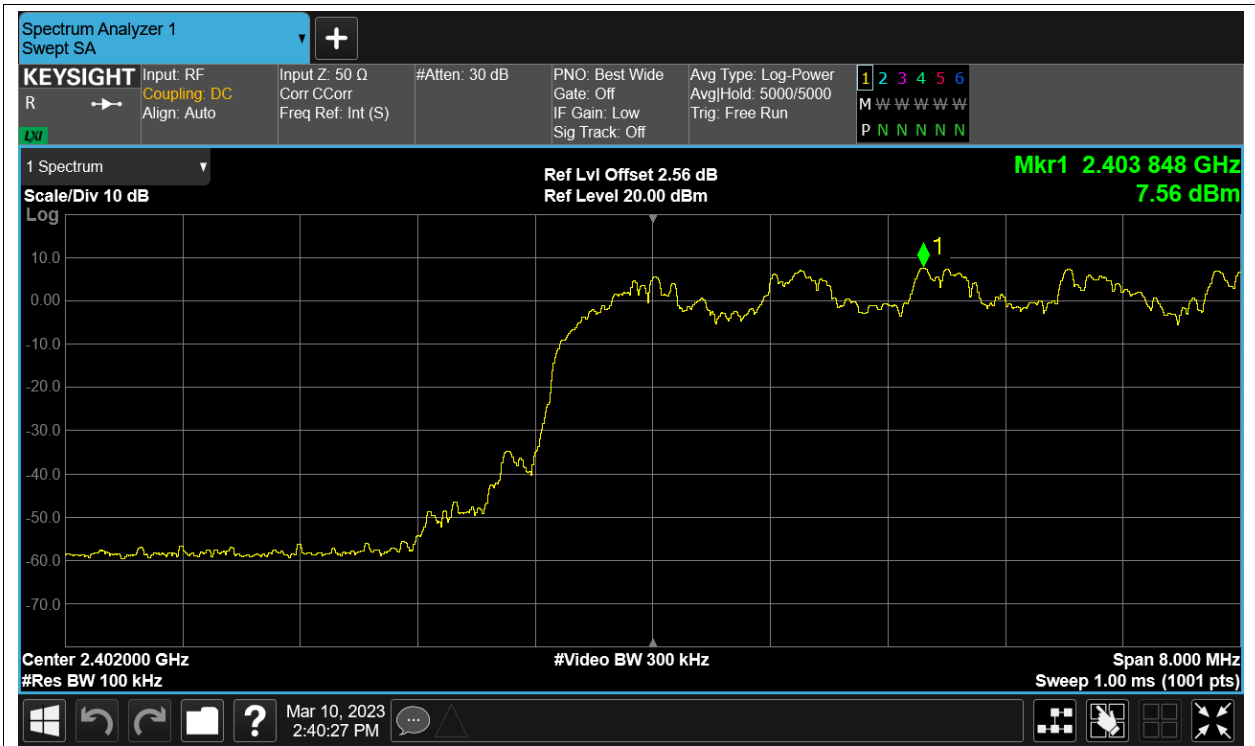 Spectrum Analyzer 1
Swept SA
KEYSIGHT
R
LXI
Input: RF
Coupling: DC
Align: Auto
Input Z: 50 Ω
Corr CCorr
Freq Ref: Int (S)
#Atten: 30 dB
PNO: Best Wide
Gate: Off
IF Gain: Low
Sig Track: Off
Avg Type: Log-Power
Avg|Hold: 5000/5000
Trig: Free Run
1 2 3 4 5 6
M W W W W W
P N N N N N
1 Spectrum
Scale/Div 10 dB
Ref Lvl Offset 2.56 dB
Ref Level 20.00 dBm
Mkr1 2.403 848 GHz
7.56 dBm
Log
10.0
0.00
-10.0
-20.0
-30.0
-40.0
-50.0
-60.0
-70.0
1
Center 2.402000 GHz
#Video BW 300 kHz
Span 8.000 MHz
#Res BW 100 kHz
Sweep 1.00 ms (1001 pts)
?
Mar 10, 2023
2:40:27 PM